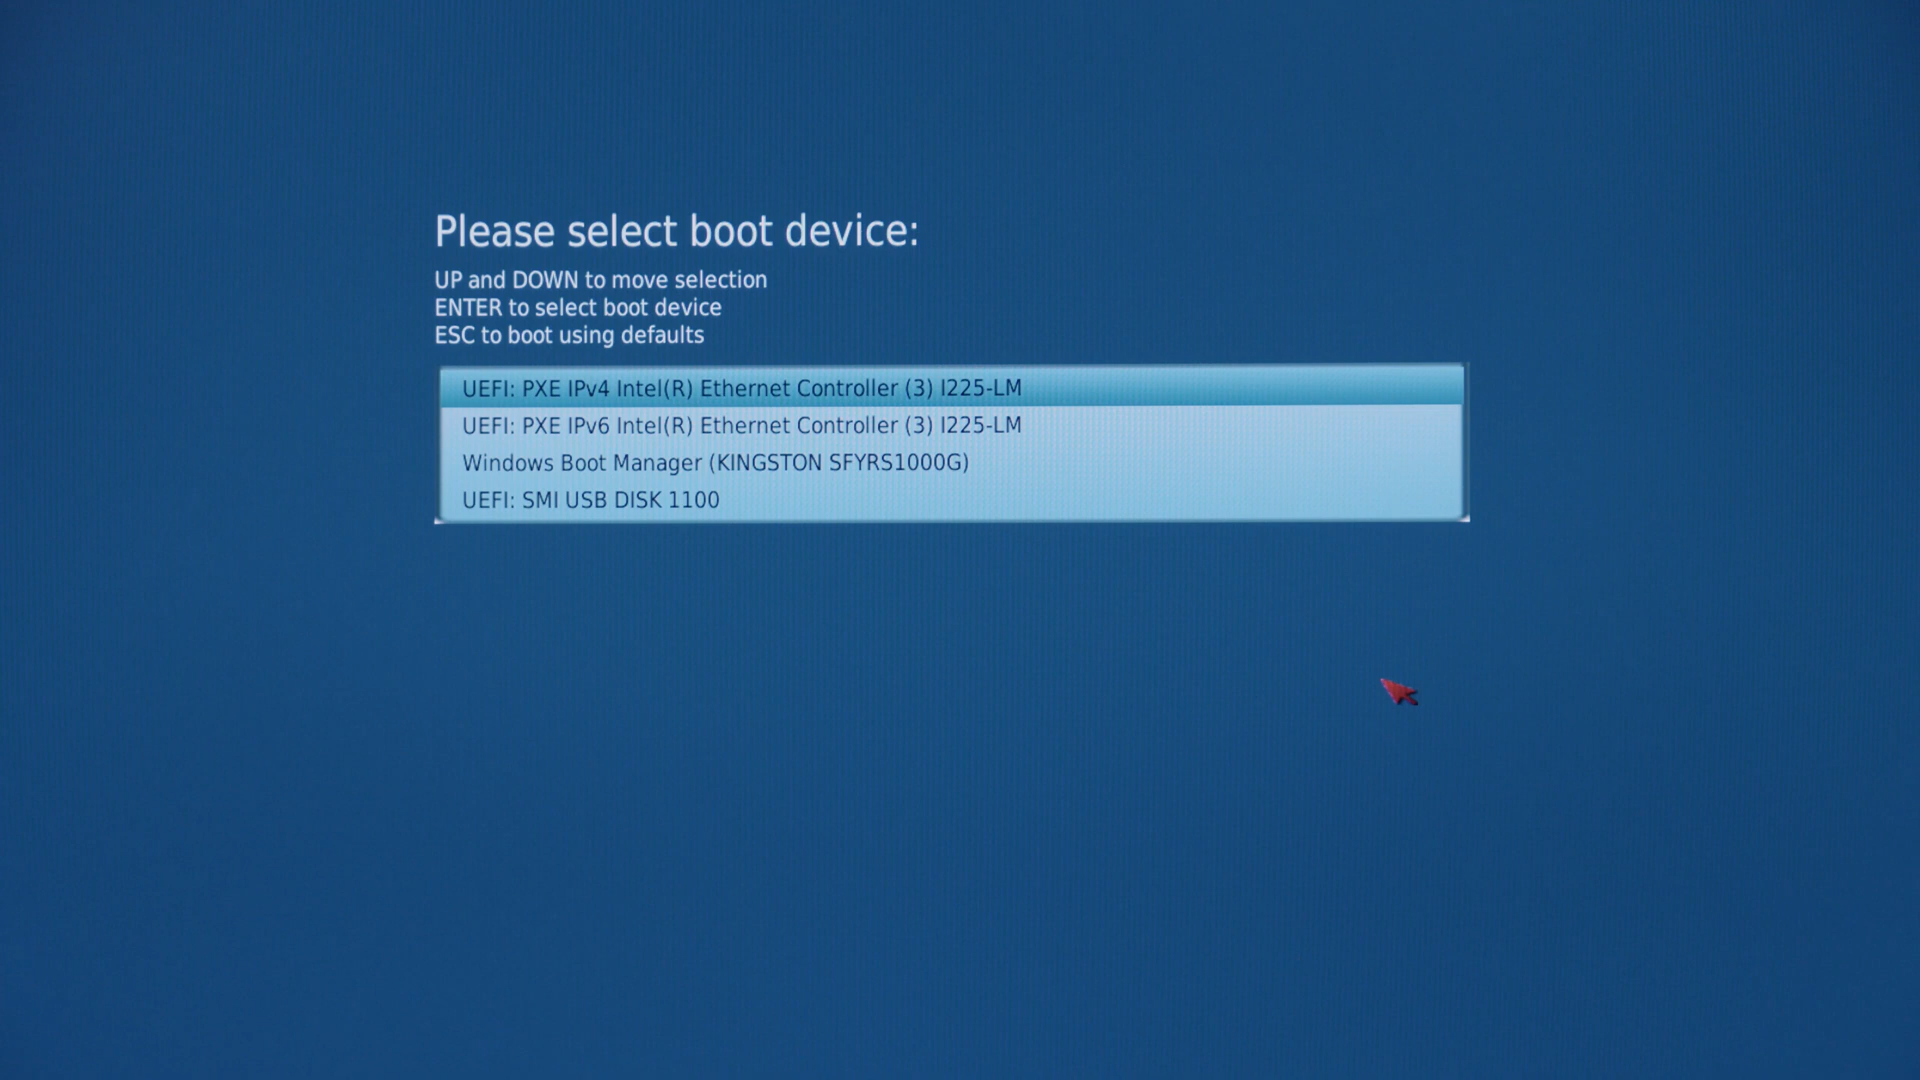 Please select boot device:
UP and DOWN to move selection
ENTER to select boot device
ESC to boot using defaults
UEFI: PXE IPv4 Intel(R) Ethernet Controller (3) I225-LM
UEFI: PXE IPv6 Intel(R) Ethernet Controller (3) I225-LM
Windows Boot Manager (KINGSTON SFYRS1000G)
UEFI: SMI USB DISK 1100